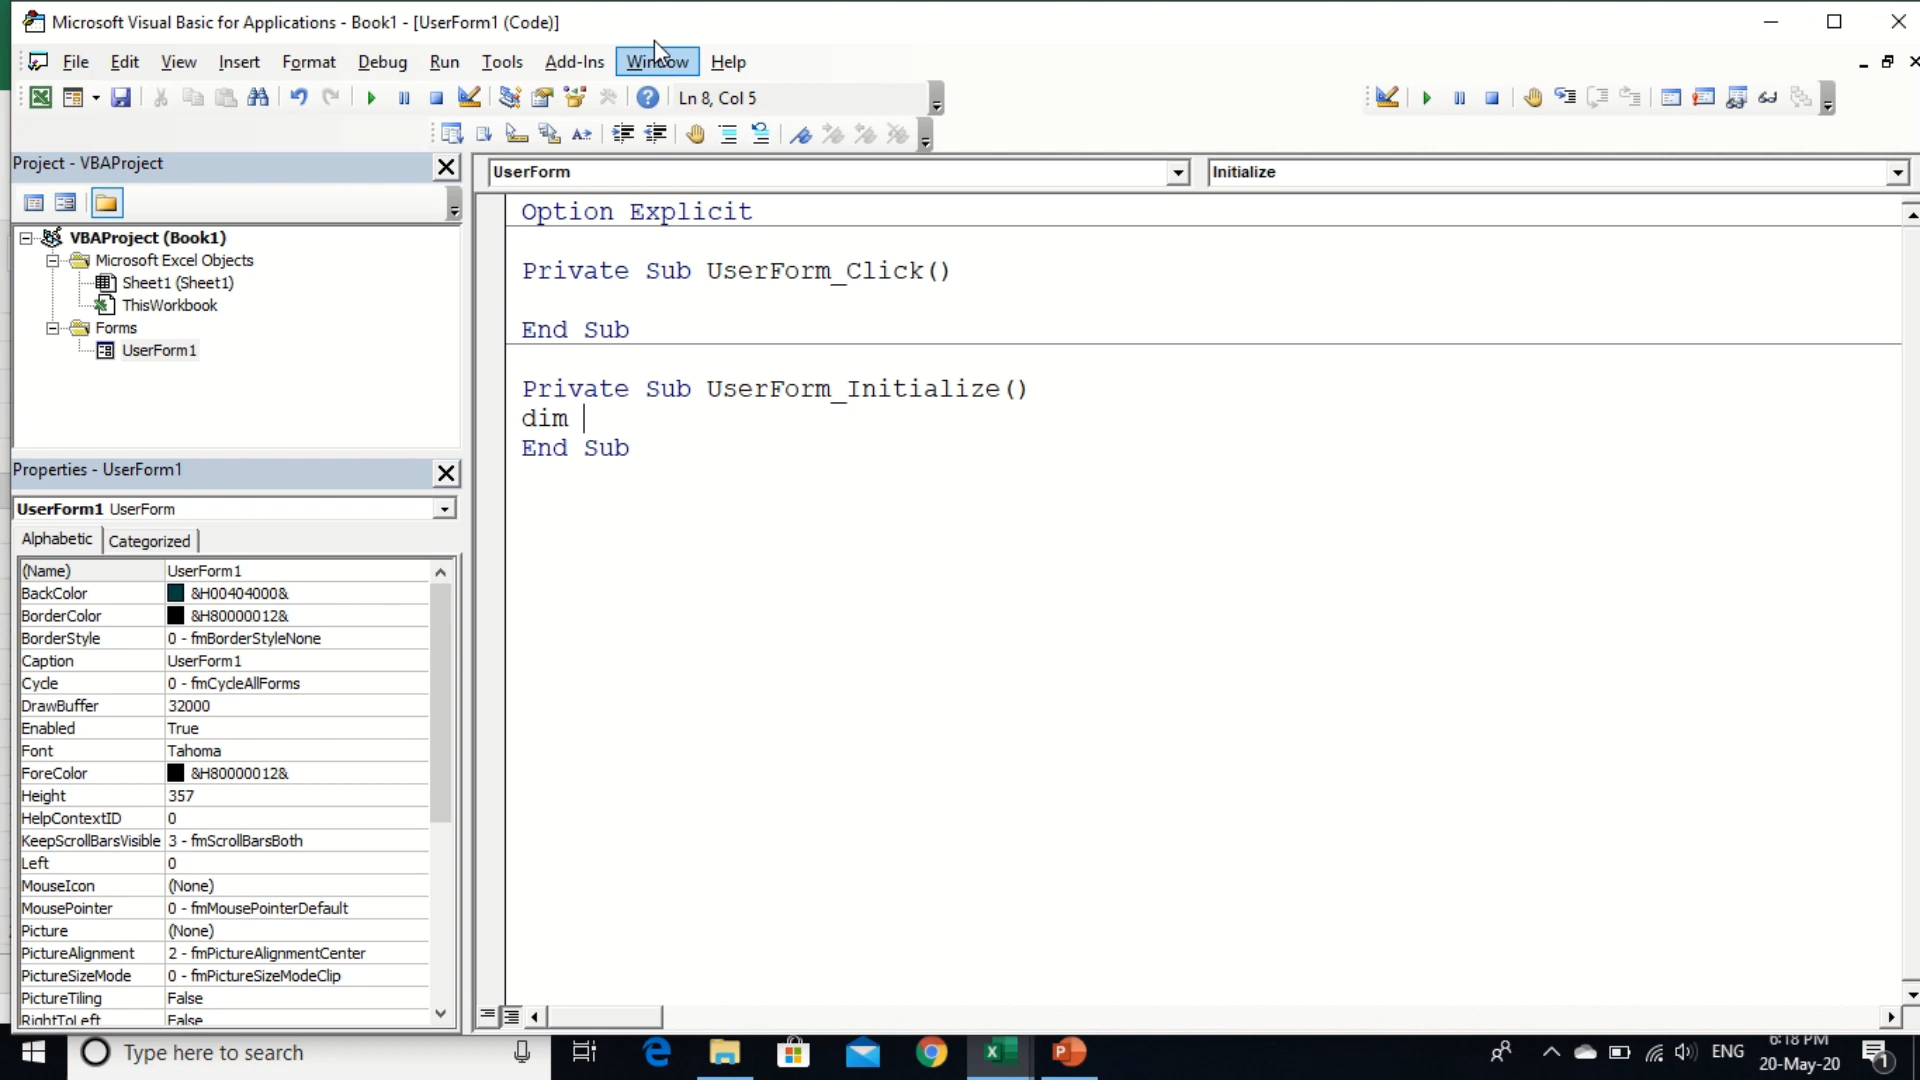 Microsoft Visual Basic for Applications - Book1 - [UserForm1 (Code)]
File Edit View Insert Format Debug Run Tools Add-Ins Window Help
Ln 8, Col 5
Project - VBAProject
UserForm
Initialize
VBAProject (Book1)
Microsoft Excel Objects
Sheet1 (Sheet1)
ThisWorkbook
Forms
UserForm1
Option Explicit
Private Sub UserForm_Click()
End Sub
Private Sub UserForm_Initialize()
dim
End Sub
Properties - UserForm1
UserForm1 UserForm
Alphabetic Categorized
(Name) UserForm1
BackColor &H00404000&
BorderColor &H80000012&
BorderStyle 0 - fmBorderStyleNone
Caption UserForm1
Cycle 0 - fmCycleAllForms
DrawBuffer 32000
Enabled True
Font Tahoma
ForeColor &H80000012&
Height 357
HelpContextID 0
KeepScrollBarsVisible 3 - fmScrollBarsBoth
Left 0
MouseIcon (None)
MousePointer 0 - fmMousePointerDefault
Picture (None)
PictureAlignment 2 - fmPictureAlignmentCenter
PictureSizeMode 0 - fmPictureSizeModeClip
PictureTiling False
RightToLeft False
Type here to search
ENG
6:18 PM
20-May-20
1